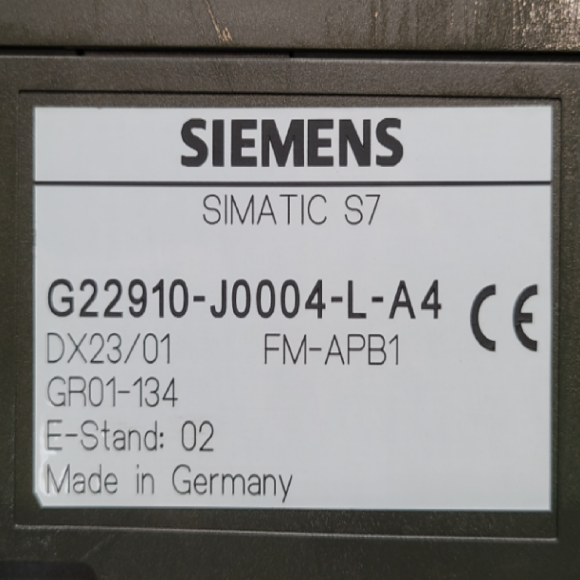 SIEMENS
SIMATIC S7
G22910-J0004-L-A4 CE
DX23/01 FM-APB1
GR01-134
E-Stand: 02
Made in Germany